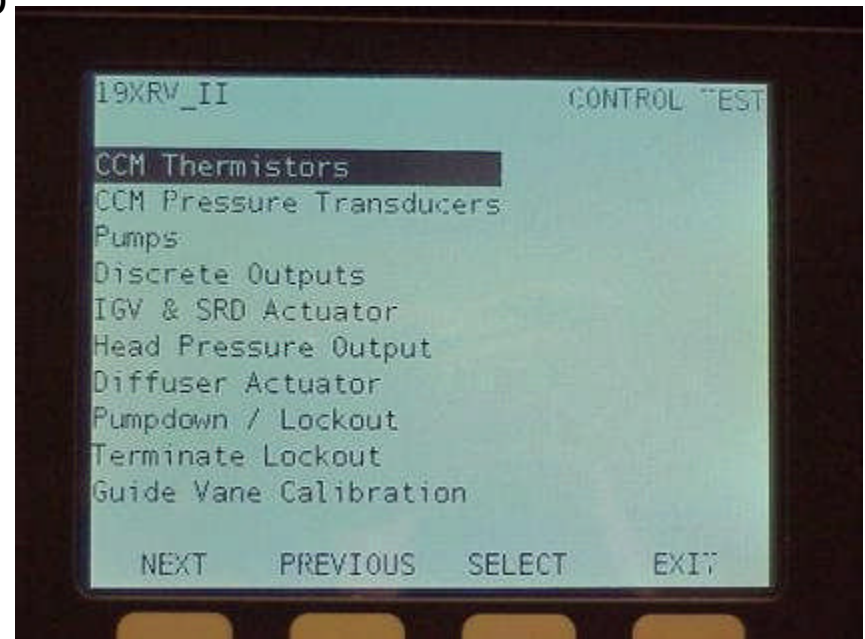 19XRV_II CONTROL TEST
CCM Thermistors
CCM Pressure Transducers
Pumps
Discrete Outputs
IGV & SRD Actuator
Head Pressure Output
Diffuser Actuator
Pumpdown / Lockout
Terminate Lockout
Guide Vane Calibration
NEXT PREVIOUS SELECT EXIT